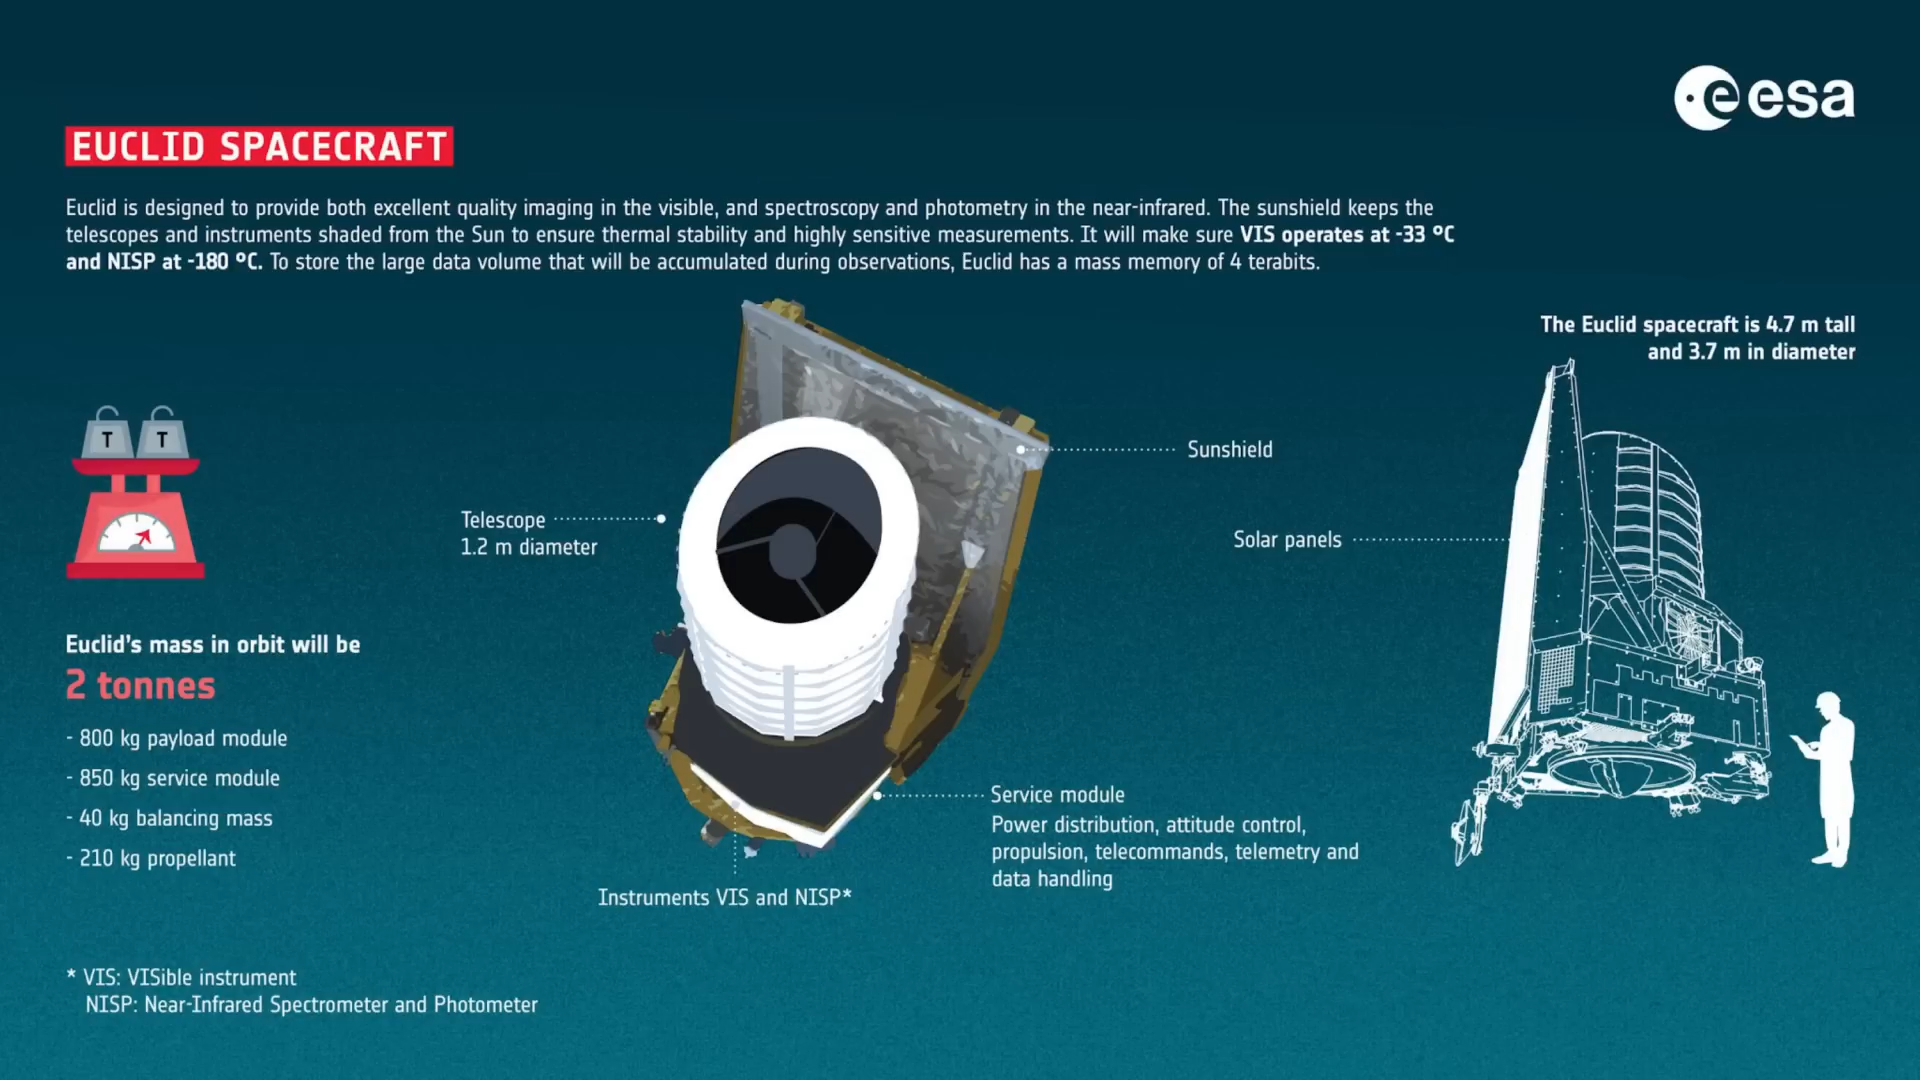 esa
EUCLID SPACECRAFT
Euclid is designed to provide both excellent quality imaging in the visible, and spectroscopy and photometry in the near-infrared. The sunshield keeps the
telescopes and instruments shaded from the Sun to ensure thermal stability and highly sensitive measurements. It will make sure VIS operates at -33 ºC
and NISP at -180 ºC. To store the large data volume that will be accumulated during observations, Euclid has a mass memory of 4 terabits.
The Euclid spacecraft is 4.7 m tall
and 3.7 m in diameter
T T
Sunshield
Telescope
1.2 m diameter
Solar panels
Euclid's mass in orbit will be
2 tonnes
- 800 kg payload module
- 850 kg service module
- 40 kg balancing mass
- 210 kg propellant
Service module
Power distribution, attitude control,
propulsion, telecommands, telemetry and
data handling
Instruments VIS and NISP*
* VIS: VISible instrument
NISP: Near-Infrared Spectrometer and Photometer